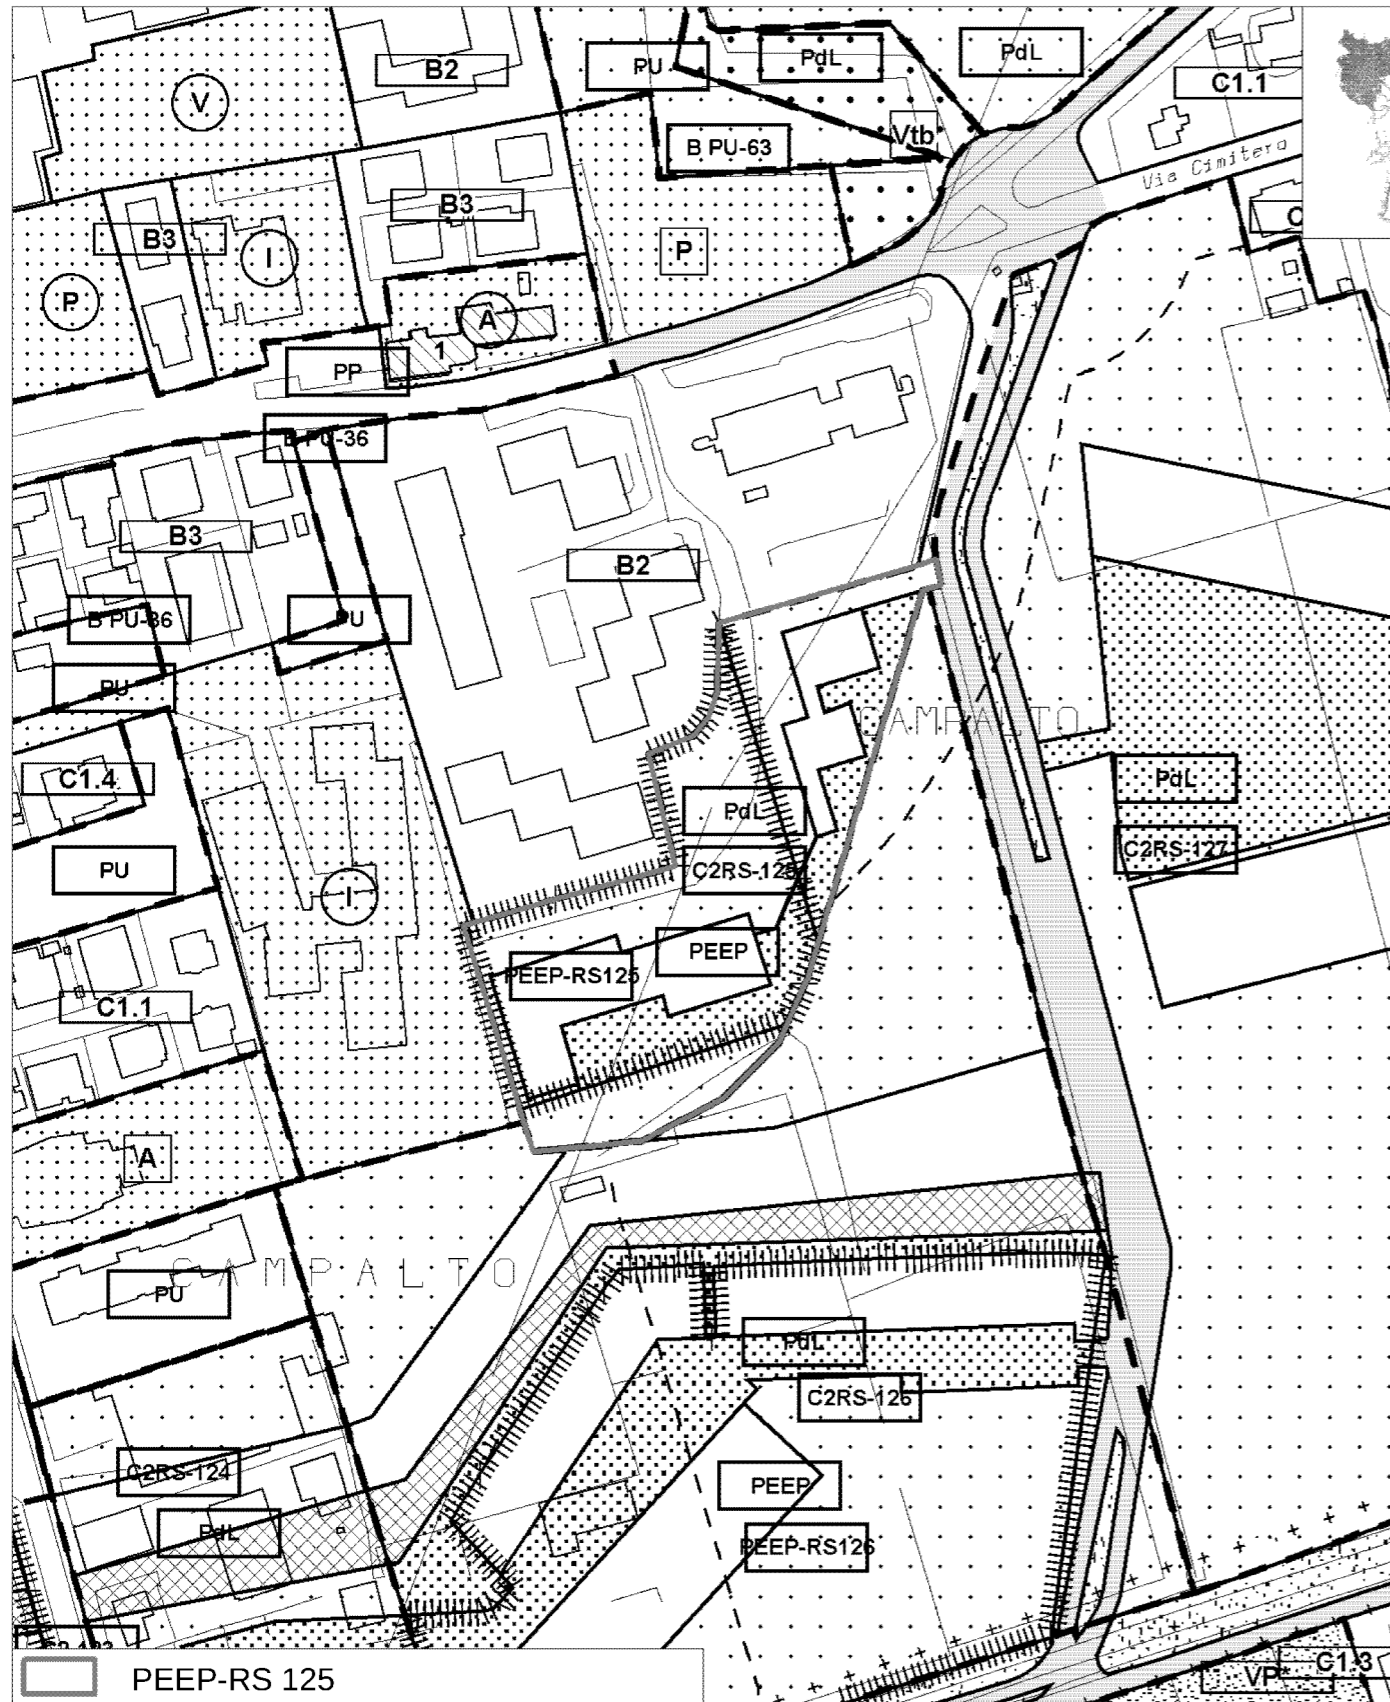 PU
PdL
PdL
B2
C1.1
V
Vtb
B PU-63
Via Cimitero
B3
B3
I
P
P
A
1
PP
B PU-36
B3
B2
B PU-36
PU
PU
CAMPALTO
C1.4
PdL
PdL
C2RS-127
PU
C2RS-125
I
PEEP
PEEP-RS125
C1.1
A
CAMPALTO
PU
PdL
C2RS-126
C2RS-124
PEEP
PdL
PEEP-RS126
C1.3
VP*
PEEP-RS 125